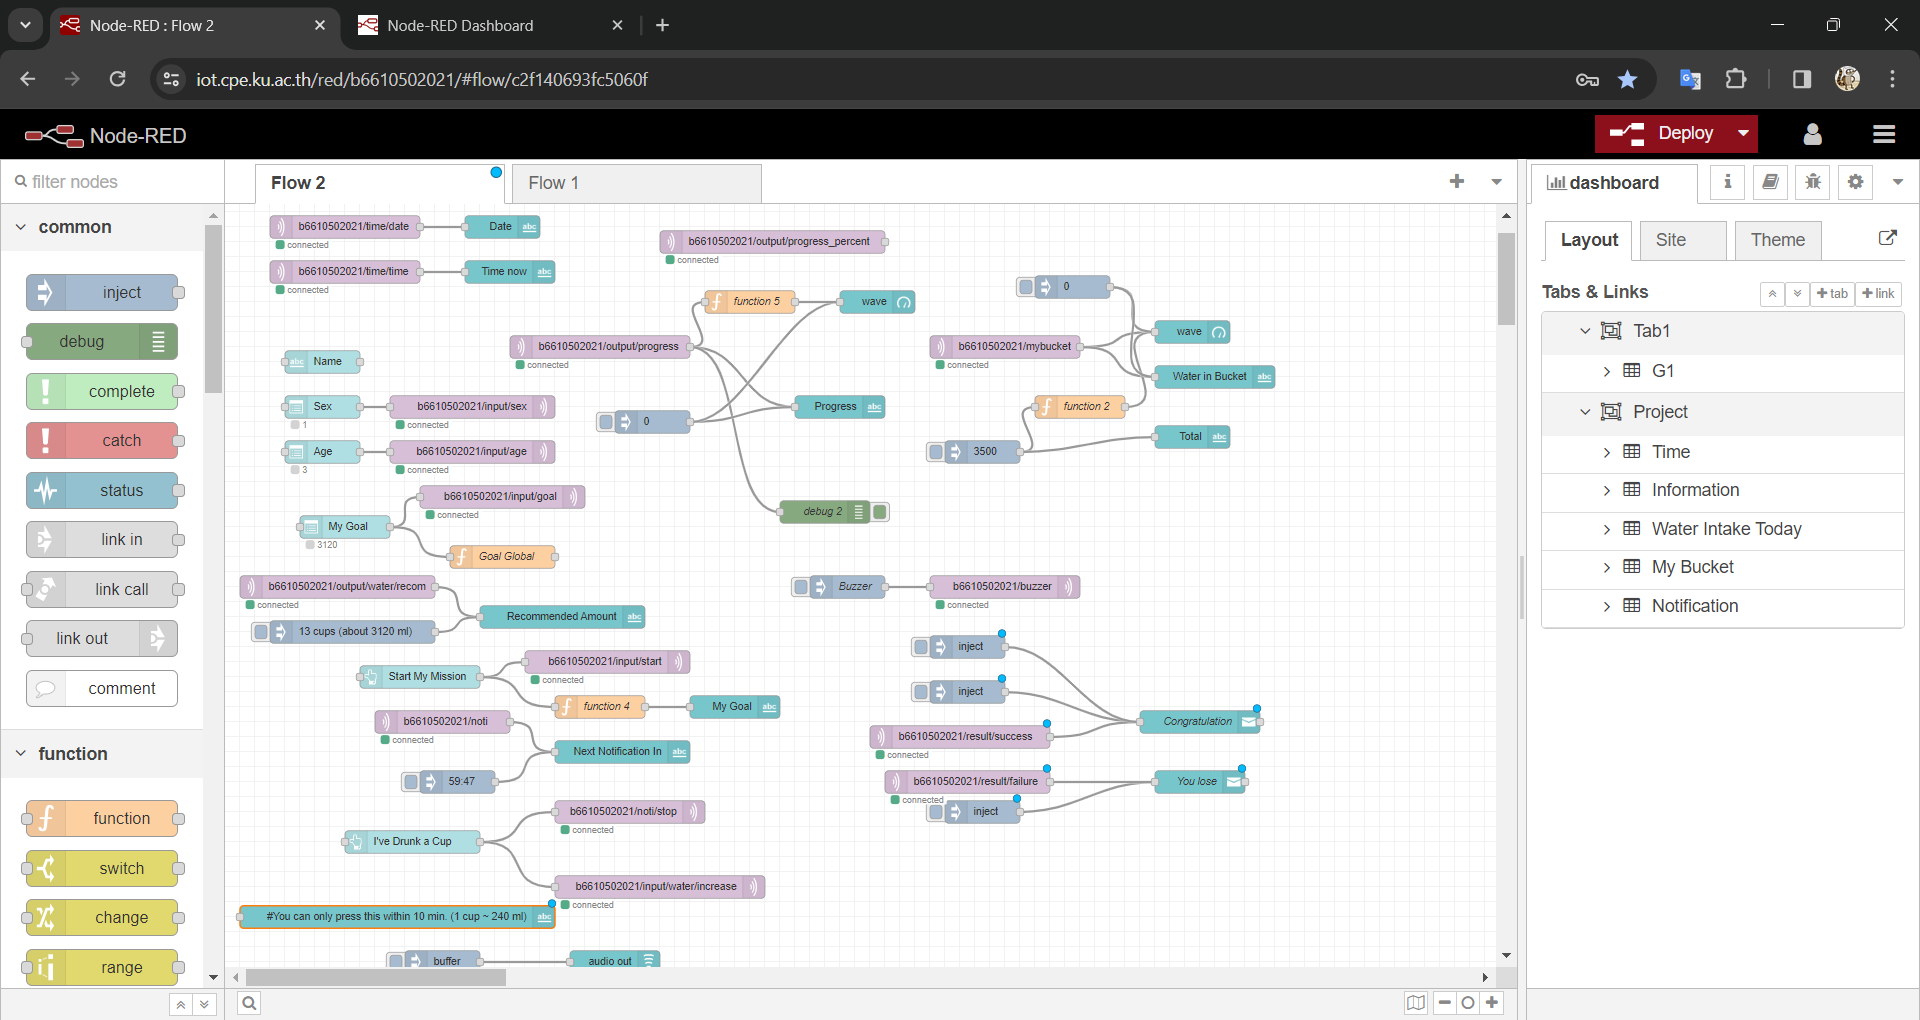 Node-RED : Flow 2
Node-RED Dashboard
iot.cpe.ku.ac.th/red/b6610502021/#flow/c2f140693fc5060f
Node-RED
Deploy
filter nodes
common
inject
debug
complete
catch
status
link in
link call
link out
comment
function
function
switch
change
range
Flow 2
Flow 1
b6610502021/time/date
connected
Date
abc
b6610502021/time/time
connected
Time now
abc
b6610502021/output/progress_percent
connected
function 5
wave
b6610502021/output/progress
connected
0
Progress
abc
debug 2
0
b6610502021/mybucket
connected
wave
Water in Bucket
abc
function 2
3500
Total
abc
abc
Name
Sex
1
b6610502021/input/sex
connected
Age
3
b6610502021/input/age
connected
b6610502021/input/goal
connected
My Goal
3120
Goal Global
b6610502021/output/water/recom
connected
13 cups (about 3120 ml)
Recommended Amount
abc
Buzzer
b6610502021/buzzer
connected
Start My Mission
b6610502021/input/start
connected
function 4
My Goal
abc
b6610502021/noti
connected
Next Notification In
abc
59:47
inject
inject
b6610502021/result/success
connected
Congratulation
b6610502021/result/failure
connected
inject
You lose
b6610502021/noti/stop
connected
I've Drunk a Cup
b6610502021/input/water/increase
connected
#You can only press this within 10 min. (1 cup ~ 240 ml)
abc
buffer
audio out
dashboard
Layout
Site
Theme
Tabs & Links
+ tab
+ link
Tab1
G1
Project
Time
Information
Water Intake Today
My Bucket
Notification